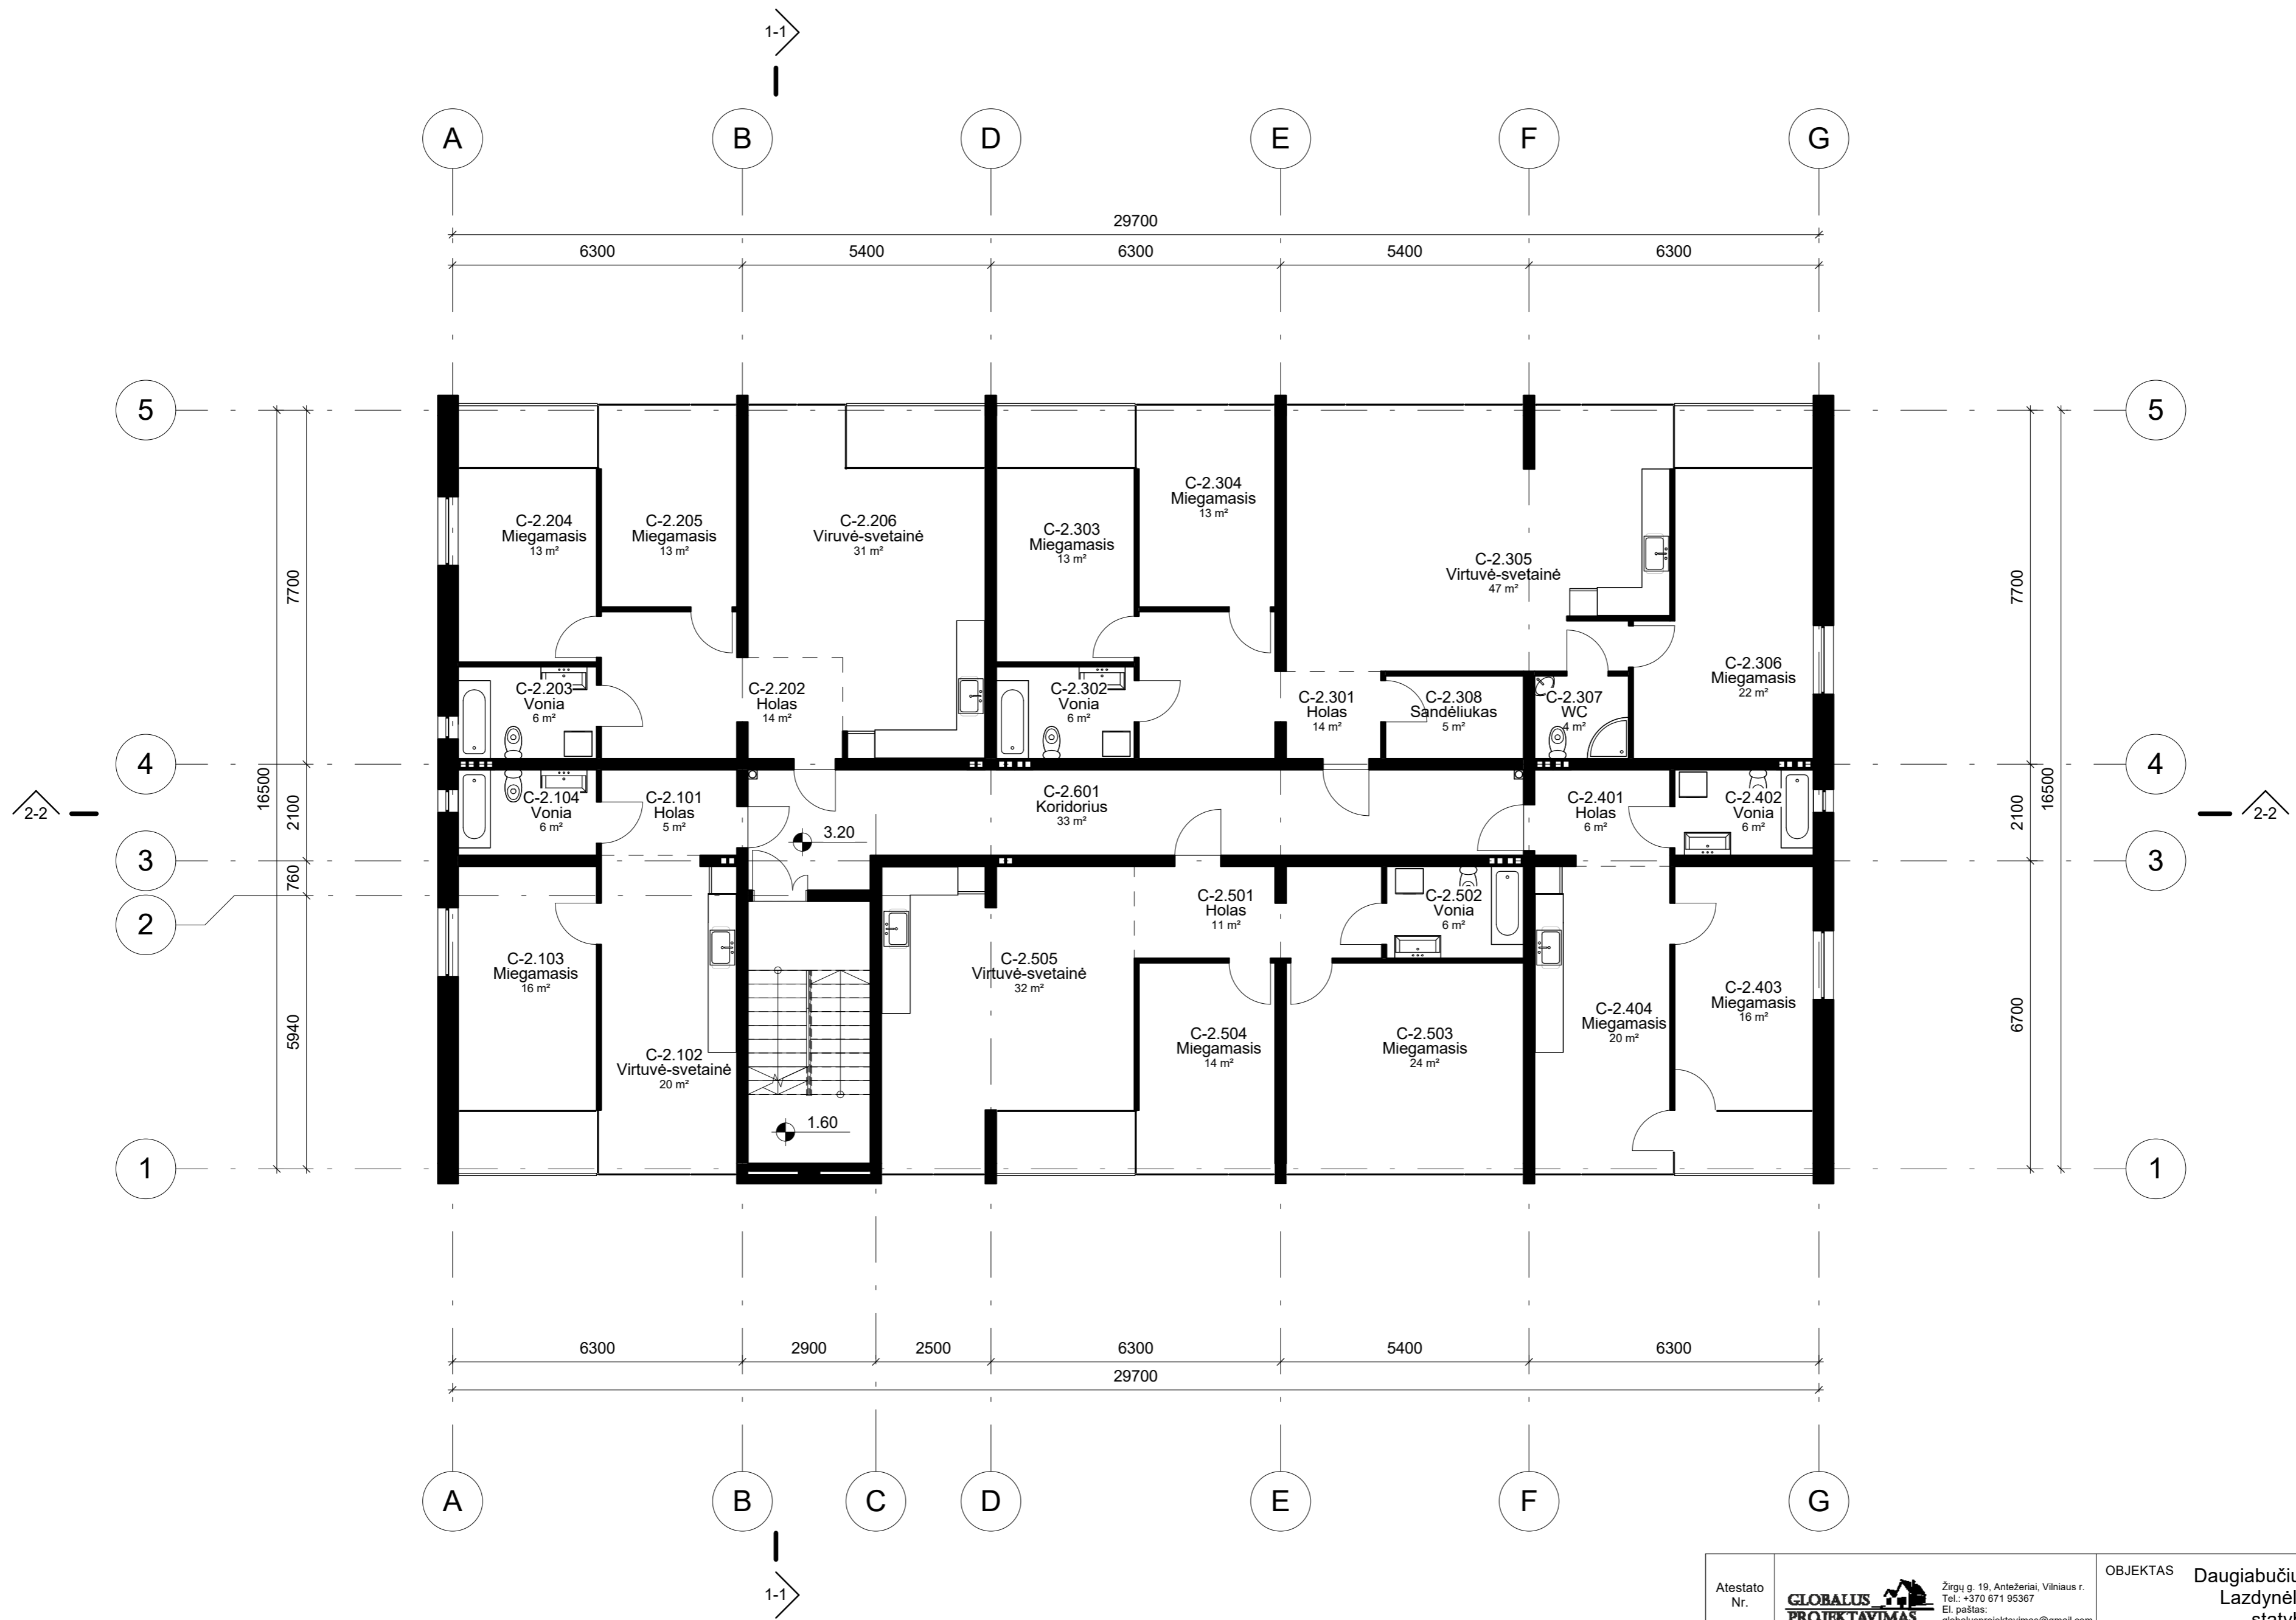 1-1
A B D E F G
29700
6300 5400 6300 5400 6300
5 5
C-2.304
Miegamasis
13 m²
C-2.204
Miegamasis
13 m²
C-2.205
Miegamasis
13 m²
C-2.206
Viruvė-svetainė
31 m²
C-2.303
Miegamasis
13 m²
C-2.305
Virtuvė-svetainė
47 m²
7700 7700
C-2.306
Miegamasis
22 m²
C-2.203
Vonia
6 m²
C-2.202
Holas
14 m²
C-2.302
Vonia
6 m²
C-2.301
Holas
14 m²
C-2.308
Sandėliukas
5 m²
C-2.307
WC
4 m²
4 4
16500 16500
2100 2100
C-2.104
Vonia
6 m²
C-2.101
Holas
5 m²
C-2.601
Koridorius
33 m²
C-2.401
Holas
6 m²
C-2.402
Vonia
6 m²
2-2 2-2
3.20
3 3
760
2
C-2.501
Holas
11 m²
C-2.502
Vonia
6 m²
C-2.103
Miegamasis
16 m²
C-2.505
Virtuvė-svetainė
32 m²
C-2.403
Miegamasis
16 m²
C-2.404
Miegamasis
20 m²
5940 6700
C-2.102
Virtuvė-svetainė
20 m²
C-2.504
Miegamasis
14 m²
C-2.503
Miegamasis
24 m²
1.60
1 1
6300 2900 2500 6300 5400 6300
29700
A B C D E F G
1-1
Atestato
Nr.
GLOBALUS
PROJEKTAVIMAS
Žirgų g. 19, Antežeriai, Vilniaus r.
Tel.: +370 671 95367
El. paštas:
globalusprojektavimas@gmail.com
OBJEKTAS
Daugiabučių